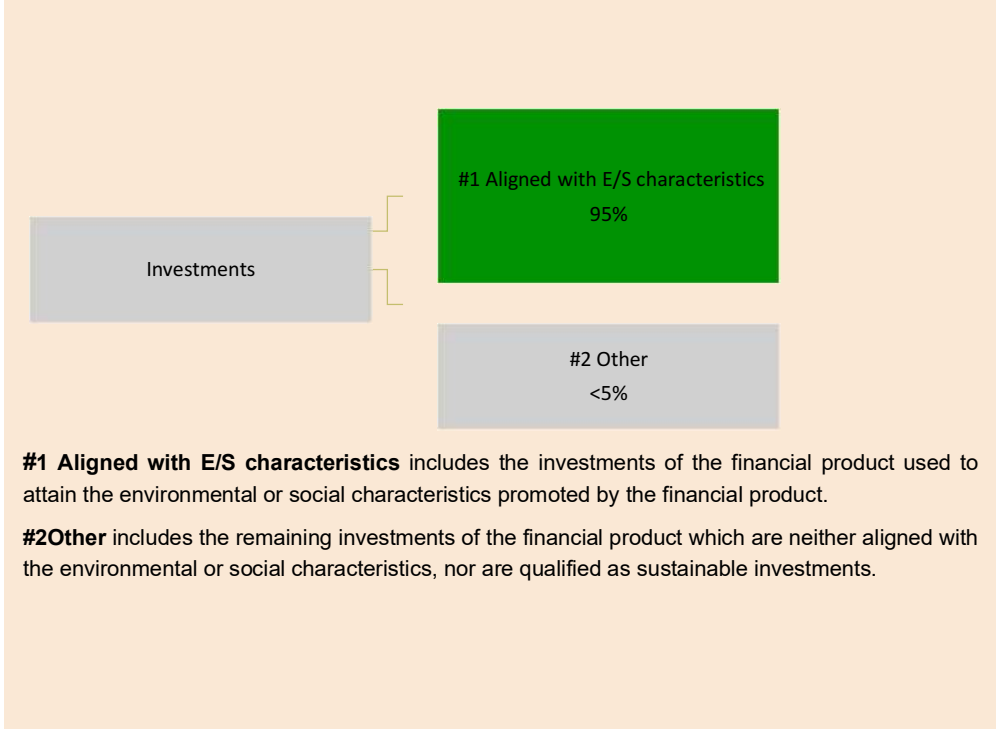 #1 Aligned with E/S characteristics
95%
Investments
#2 Other
<5%
#1 Aligned with E/S characteristics includes the investments of the financial product used to
attain the environmental or social characteristics promoted by the financial product.
#2Other includes the remaining investments of the financial product which are neither aligned with
the environmental or social characteristics, nor are qualified as sustainable investments.